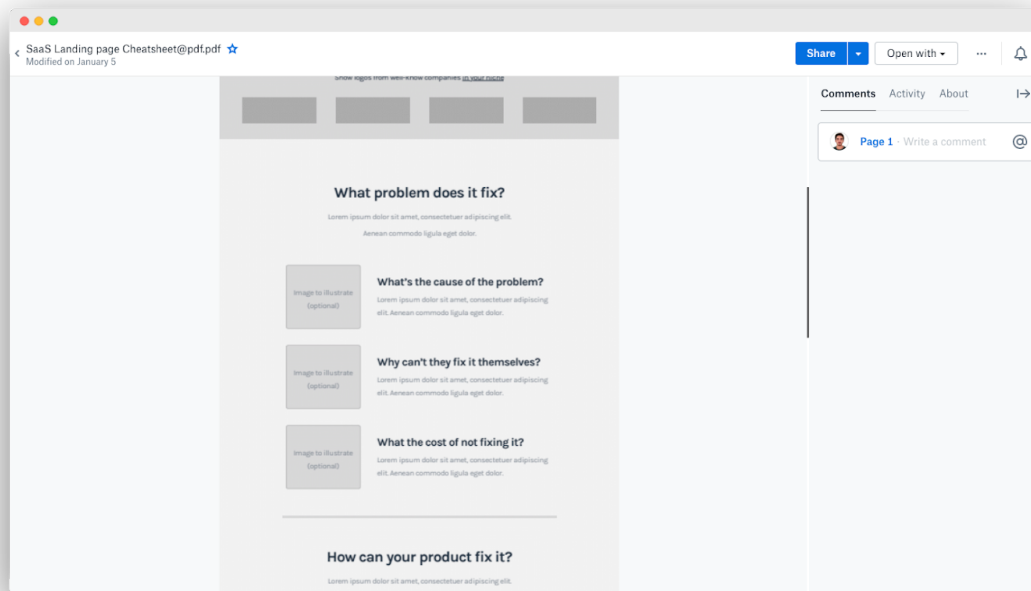 SaaS Landing page Cheatsheet@pdf.pdf
Modified on January 5
Share
Open with
Comments Activity About
Page 1 · Write a comment
Show logos from well-know companies in your niche
What problem does it fix?
Lorem ipsum dolor sit amet, consectetuer adipiscing elit.
Aenean commodo ligula eget dolor.
Image to illustrate
(optional)
What's the cause of the problem?
Lorem ipsum dolor sit amet, consectetuer adipiscing
elit. Aenean commodo ligula eget dolor.
Image to illustrate
(optional)
Why can't they fix it themselves?
Lorem ipsum dolor sit amet, consectetuer adipiscing
elit. Aenean commodo ligula eget dolor.
Image to illustrate
(optional)
What the cost of not fixing it?
Lorem ipsum dolor sit amet, consectetuer adipiscing
elit. Aenean commodo ligula eget dolor.
How can your product fix it?
Lorem ipsum dolor sit amet, consectetuer adipiscing elit.